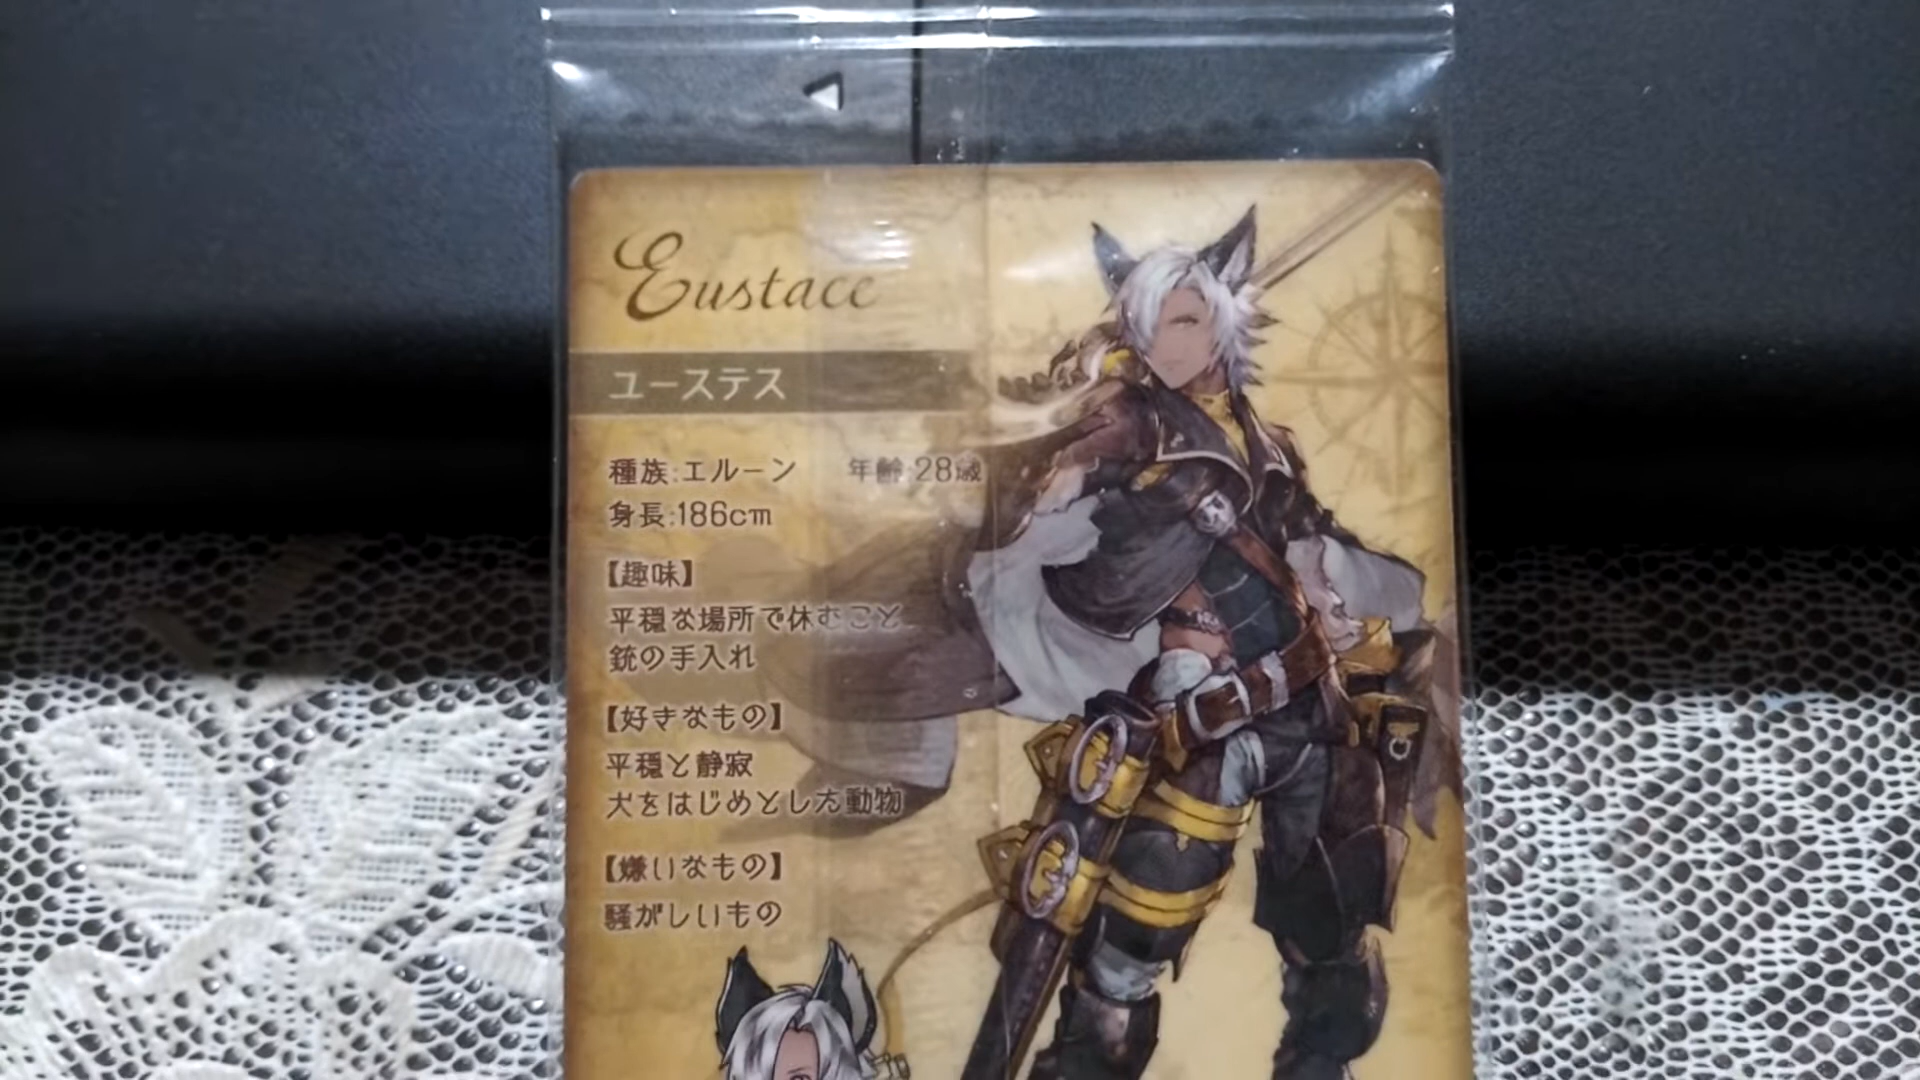 Eustace
ユーステス
種族:エルーン 年齢:28歳
身長:186cm
【趣味】
平穏な場所で休むこと
銃の手入れ
【好きなもの】
平穏と静寂
犬をはじめとした動物
【嫌いなもの】
騒がしいもの